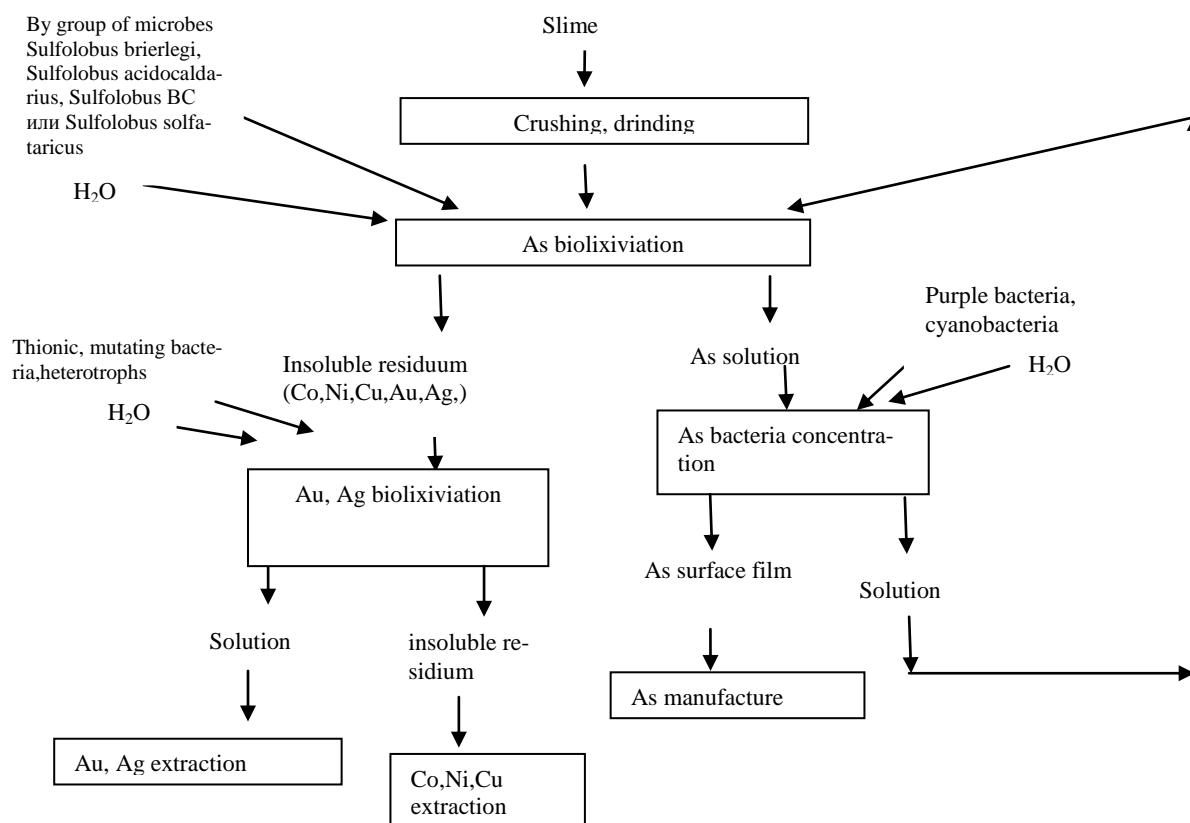 By group of microbes
Sulfolobus brierlegi,
Sulfolobus acidocalda-
rius, Sulfolobus BC
или Sulfolobus solfa-
taricus
Slime
Crushing, drinding
H₂O
As biolixiviation
Purple bacteria,
cyanobacteria
H₂O
Thionic, mutating bacte-
ria,heterotrophs
H₂O
Insoluble residuum
(Co,Ni,Cu,Au,Ag,)
As solution
As bacteria concentra-
tion
Au, Ag biolixiviation
As surface film
Solution
Solution
insoluble re-
sidium
As manufacture
Au, Ag extraction
Co,Ni,Cu
extraction